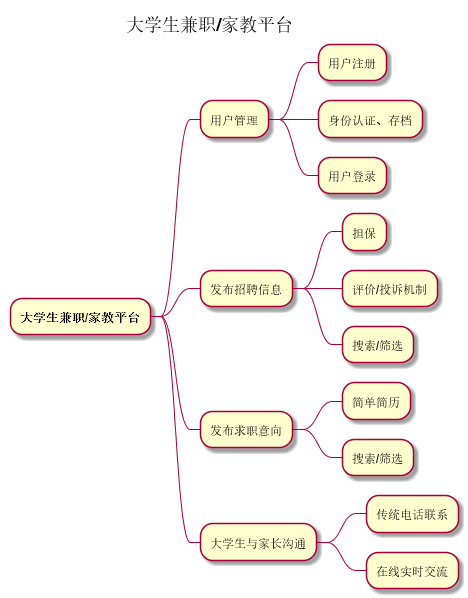 大学生兼职/家教平台
大学生兼职/家教平台
用户管理
用户注册
身份认证、存档
用户登录
发布招聘信息
担保
评价/投诉机制
搜索/筛选
发布求职意向
简单简历
搜索/筛选
大学生与家长沟通
传统电话联系
在线实时交流